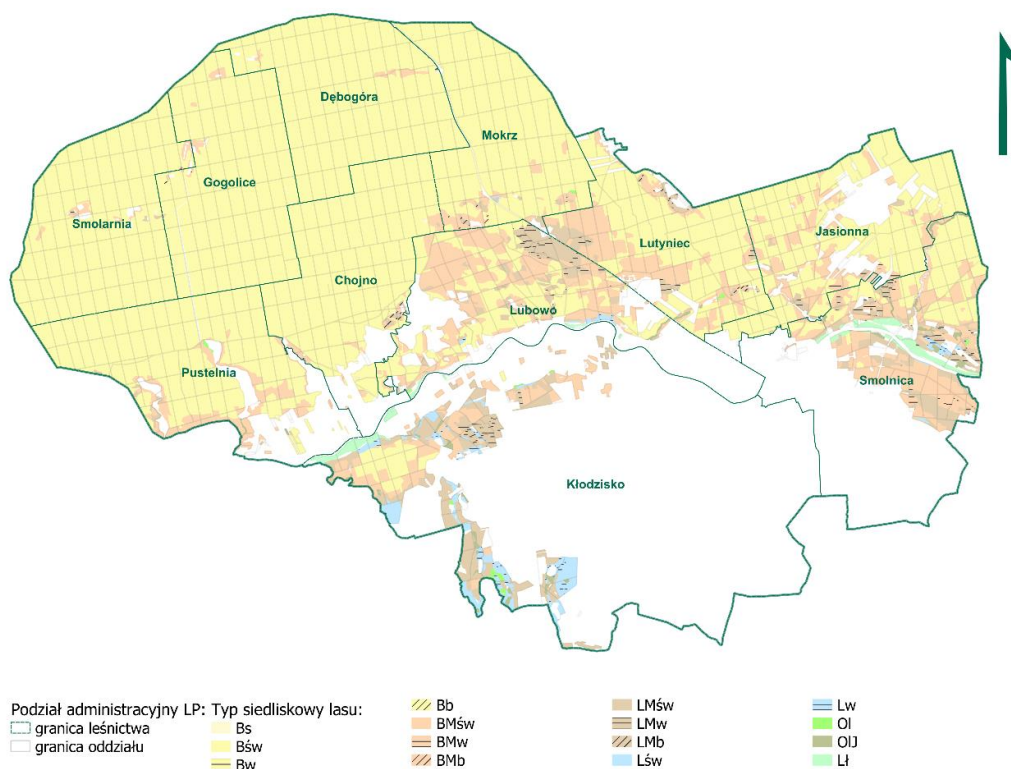 Dębogóra
Mokrz
Gogolice
Smolarnia
Jasionna
Lutyniec
Chojno
Lubowo
Pustelnia
Smolnica
Kłodzisko
Podział administracyjny LP:
granica leśnictwa
granica oddziału
Typ siedliskowy lasu:
Bs
Bśw
Bw
Bb
BMśw
BMw
BMb
LMśw
LMw
LMb
Lśw
Lw
Ol
OlJ
Lł